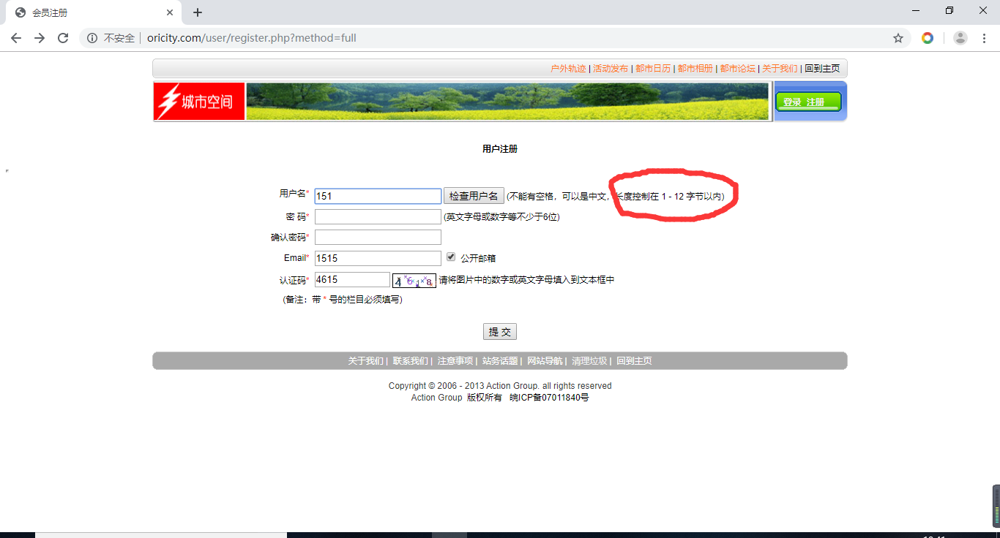 会员注册
不安全 oricity.com/user/register.php?method=full
户外轨迹 | 活动发布 | 都市日历 | 都市相册 | 都市论坛 | 关于我们 | 回到主页
城市空间
登录 注册
用户注册
用户名* 151 检查用户名 (不能有空格，可以是中文，长度控制在 1 - 12 字节以内)
密 码* (英文字母或数字等不少于6位)
确认密码*
Email* 1515 公开邮箱
认证码* 4615 4618 请将图片中的数字或英文字母填入到文本框中
(备注：带 * 号的栏目必须填写)
提 交
关于我们 | 联系我们 | 注意事项 | 站务话题 | 网站导航 | 清理垃圾 | 回到主页
Copyright © 2006 - 2013 Action Group. all rights reserved
Action Group 版权所有 皖ICP备07011840号